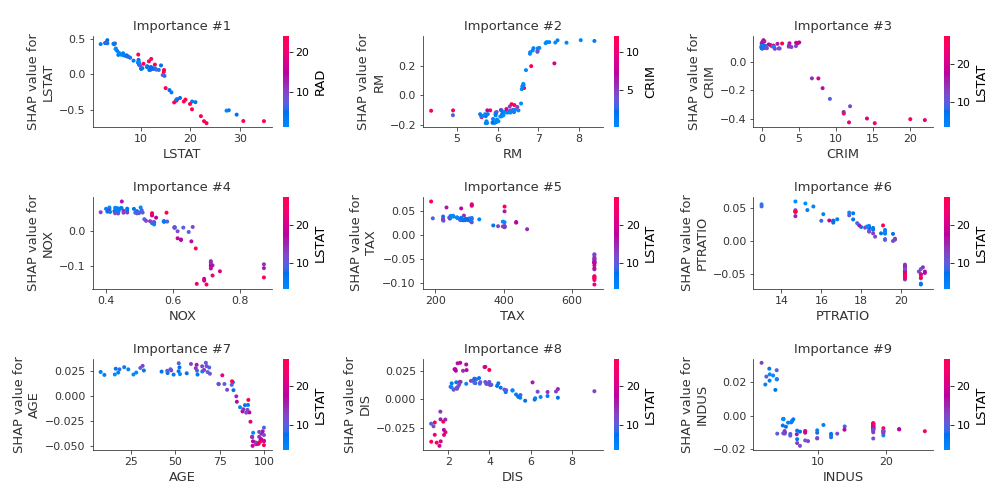 Importance #1
Importance #2
Importance #3
SHAP value for
LSTAT
0.5
0.0
−0.5
10
20
30
LSTAT
20
10
RAD
SHAP value for
RM
0.2
0.0
−0.2
5
6
7
8
RM
10
5
CRIM
SHAP value for
CRIM
0.0
−0.2
−0.4
0
5
10
15
20
CRIM
20
10
LSTAT
Importance #4
Importance #5
Importance #6
SHAP value for
NOX
0.0
−0.1
0.4
0.6
0.8
NOX
20
10
LSTAT
SHAP value for
TAX
0.05
0.00
−0.05
−0.10
200
400
600
TAX
20
10
LSTAT
SHAP value for
PTRATIO
0.05
0.00
−0.05
14
16
18
20
PTRATIO
20
10
LSTAT
Importance #7
Importance #8
Importance #9
SHAP value for
AGE
0.025
0.000
−0.025
−0.050
25
50
75
100
AGE
20
10
LSTAT
SHAP value for
DIS
0.025
0.000
−0.025
2
4
6
8
DIS
20
10
LSTAT
SHAP value for
INDUS
0.02
0.00
−0.02
10
20
INDUS
20
10
LSTAT